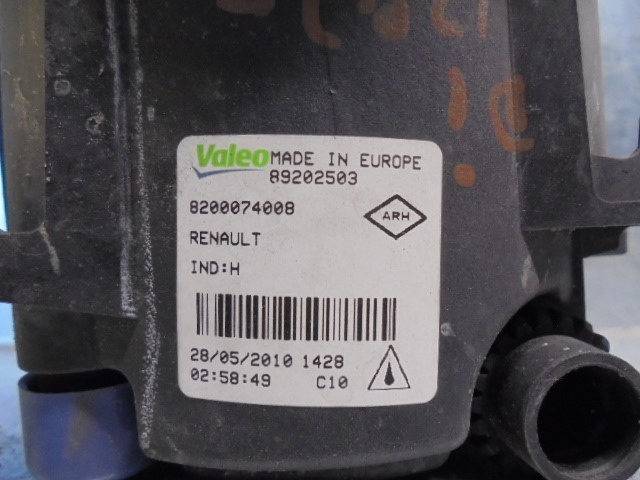 Valeo MADE IN EUROPE
89202503
8200074008
ARH
RENAULT
IND:H
28/05/2010 1428
02:58:49 C10